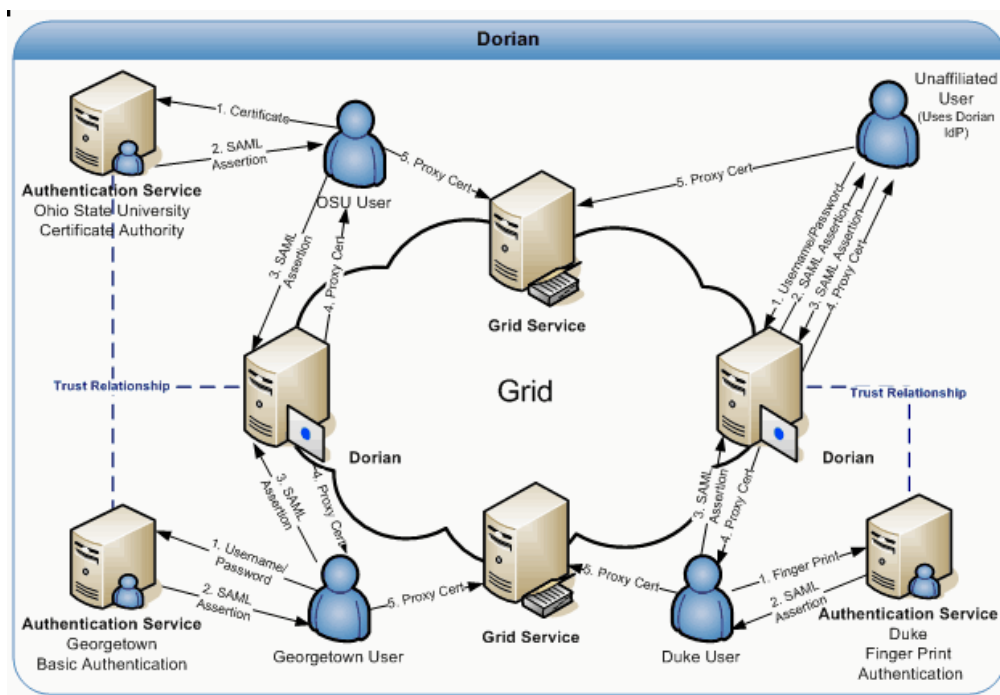 Dorian
1. Certificate
2. SAML
Assertion
Authentication Service
Ohio State University
Certificate Authority
OSU User
5. Proxy Cert
3. SAML
Assertion
4. Proxy Cert
Grid Service
Unaffiliated
User
(Uses Dorian
IdP)
5. Proxy Cert
1. Username/Password
2. SAML Assertion
3. SAML Assertion
4. Proxy Cert
Trust Relationship
Dorian
Grid
Trust Relationship
Dorian
3. SAML
Assertion
4. Proxy Cert
1. Username/
Password
2. SAML
Assertion
Authentication Service
Georgetown
Basic Authentication
Georgetown User
5. Proxy Cert
Grid Service
5. Proxy Cert
3. SAML
Assertion
4. Proxy Cert
1. Finger Print
2. SAML
Assertion
Duke User
Authentication Service
Duke
Finger Print
Authentication